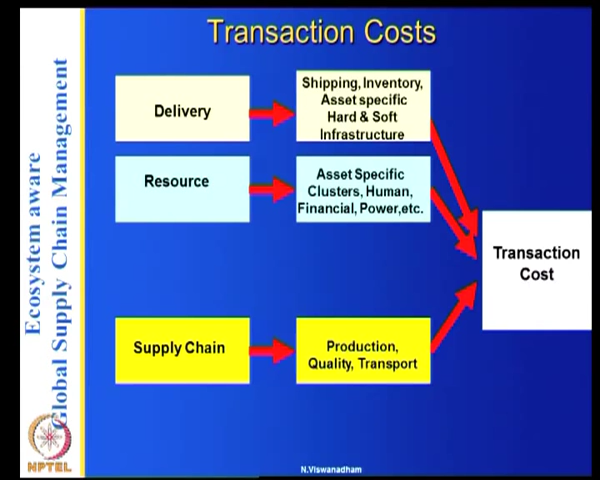 Transaction Costs
Ecosystem aware
Global Supply Chain Management
Delivery
Shipping, Inventory,
Asset specific
Hard & Soft
Infrastructure
Resource
Asset Specific
Clusters, Human,
Financial, Power,etc.
Transaction
Cost
Supply Chain
Production,
Quality, Transport
NPTEL
N.Viswanadham